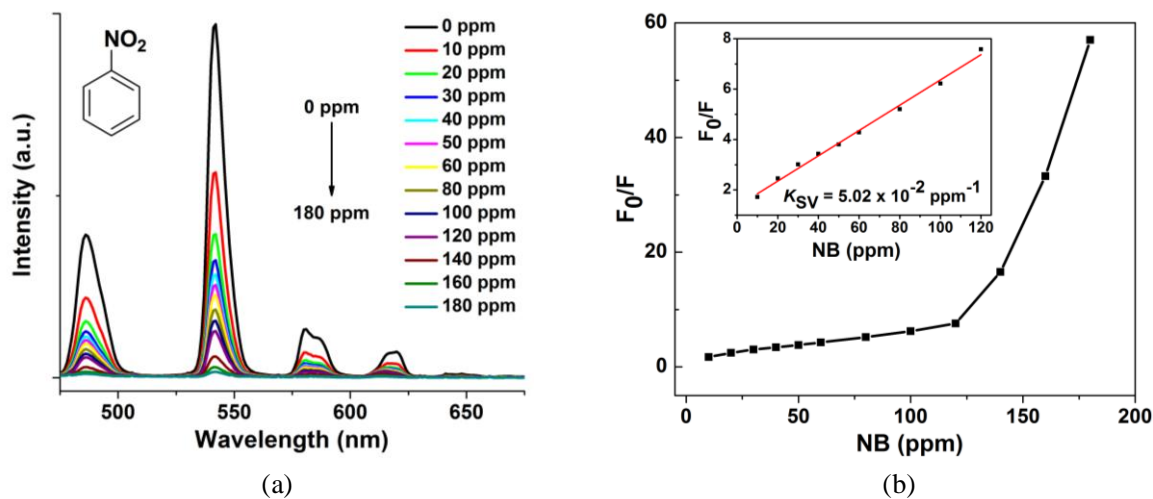 NO₂
0 ppm
180 ppm
0 ppm
10 ppm
20 ppm
30 ppm
40 ppm
50 ppm
60 ppm
80 ppm
100 ppm
120 ppm
140 ppm
160 ppm
180 ppm
Intensity (a.u.)
500
550
600
650
Wavelength (nm)
(a)
60
40
20
0
F₀/F
8
6
4
2
F₀/F
K_SV = 5.02 x 10⁻² ppm⁻¹
20
40
60
80
100
120
NB (ppm)
0
50
100
150
200
NB (ppm)
(b)